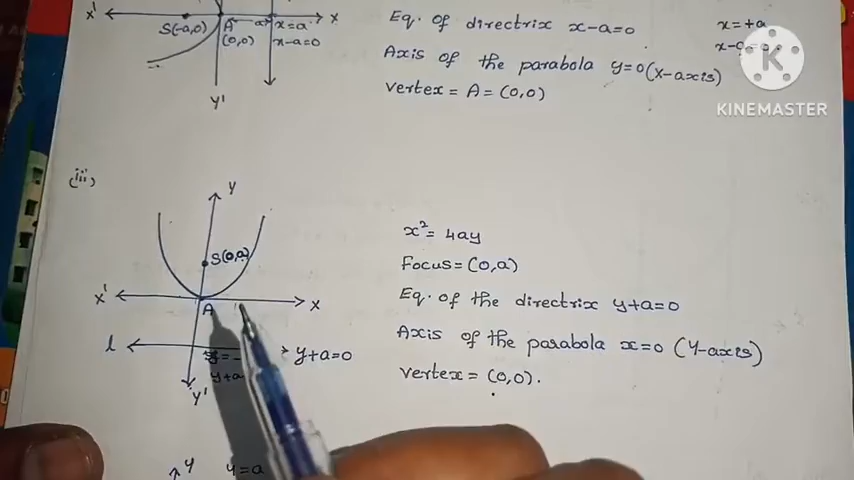 x' S(-a,0) A (0,0) a x=a x-a=0 x
y'
Eq. of directrix x-a=0
Axis of the parabola y=0 (x-axis)
vertex = A = (0,0)
x=+a
x-a=0
KINEMASTER
(iii)
y
S(0,a)
x' A x
l y+a=0
y=-
y+a
y'
x² = 4ay
Focus = (0,a)
Eq. of the directrix y+a=0
Axis of the parabola x=0 (y-axis)
vertex = (0,0).
y y=a